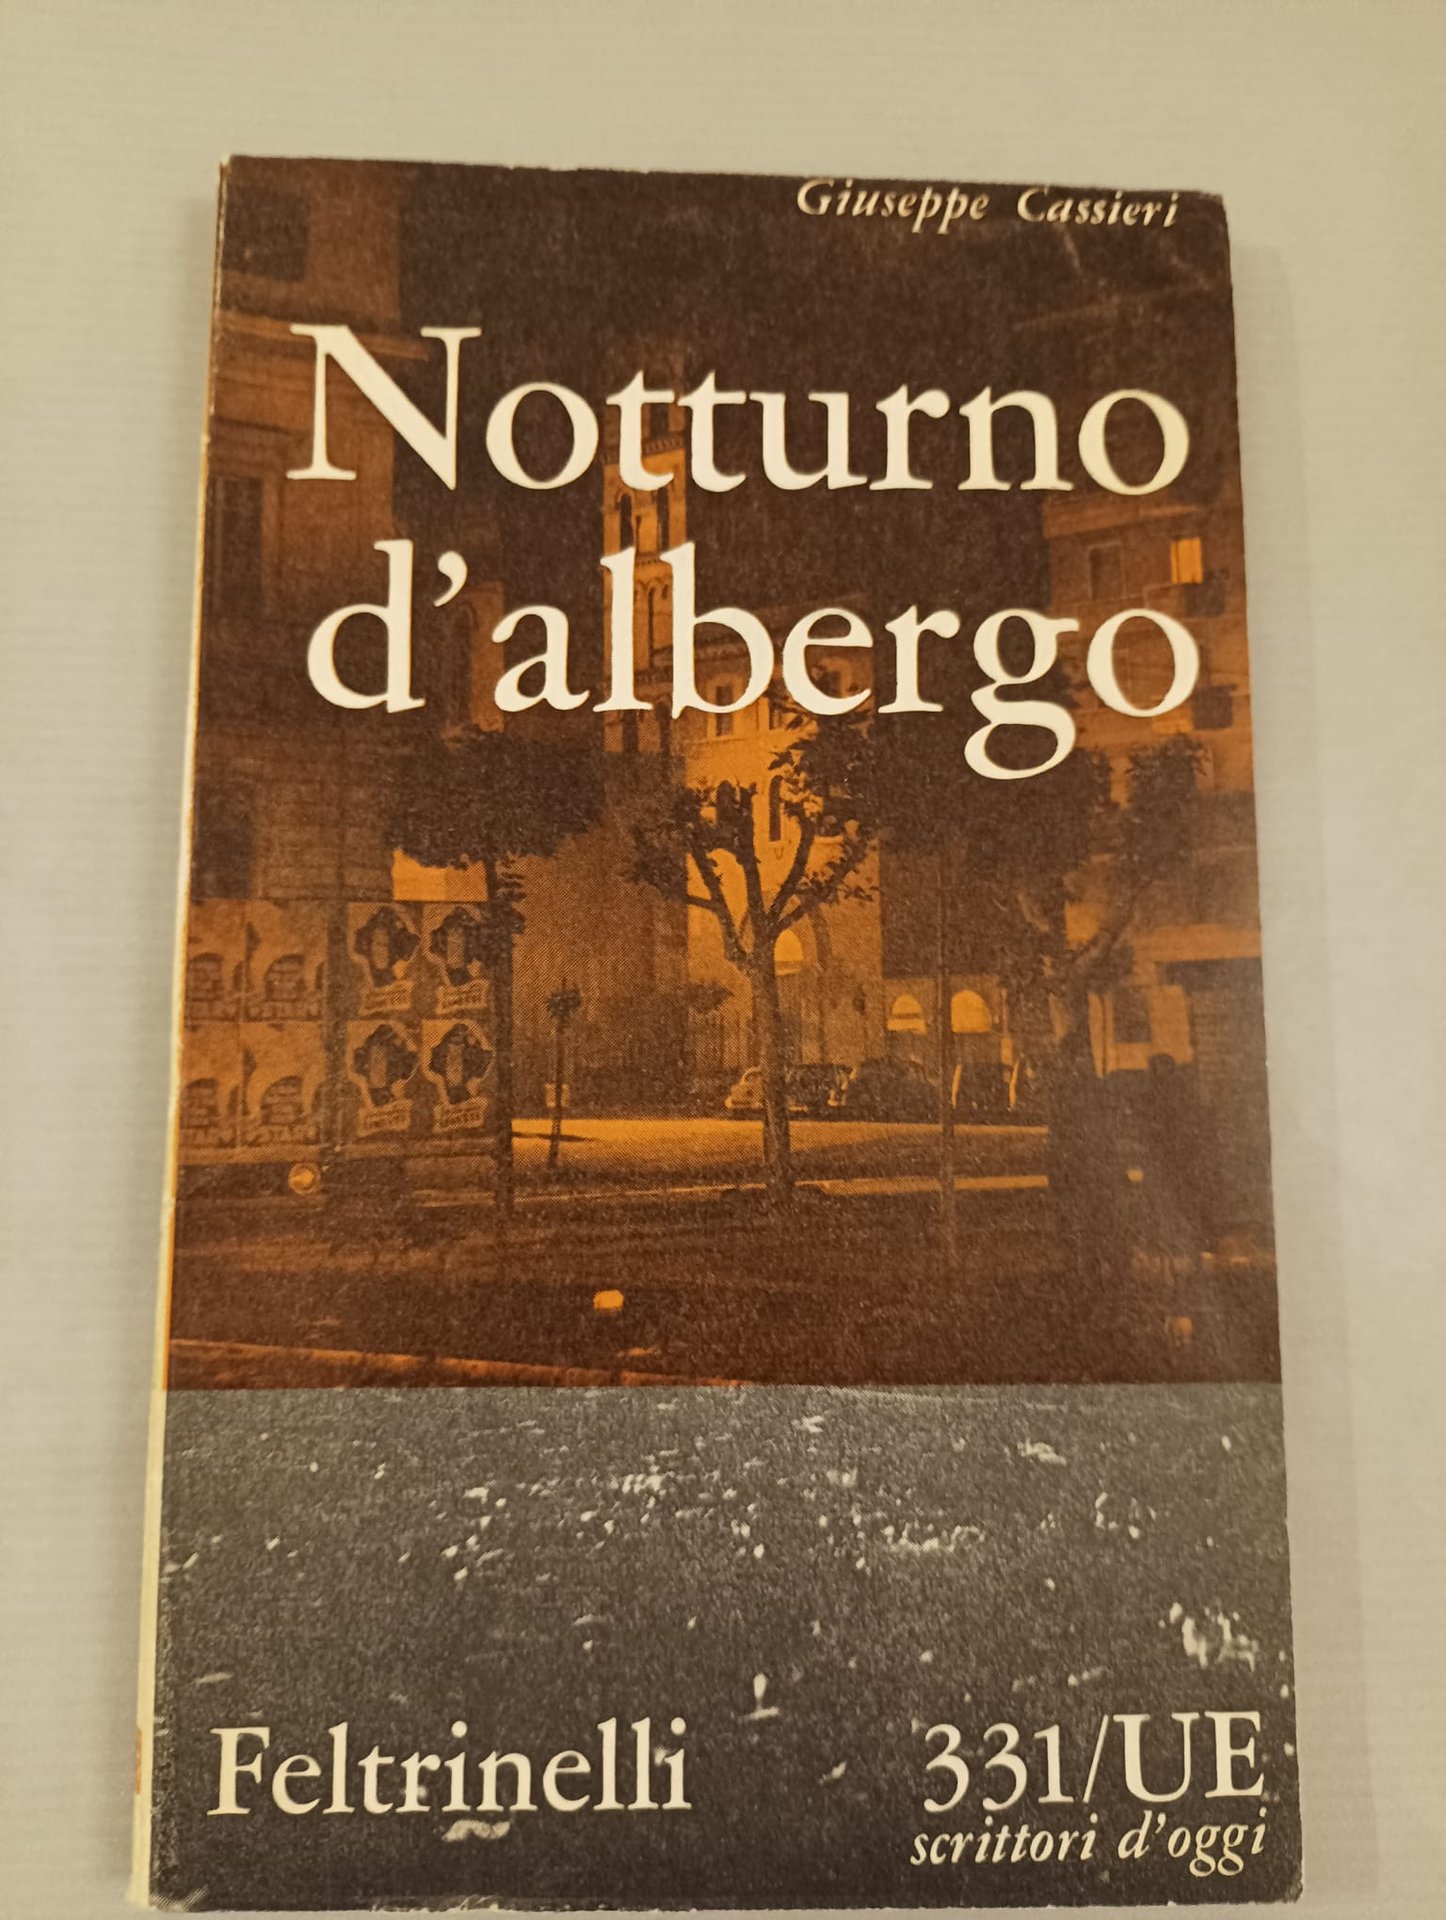 Giuseppe Cassieri
Notturno
d'albergo
Feltrinelli
331/UE
scrittori d'oggi